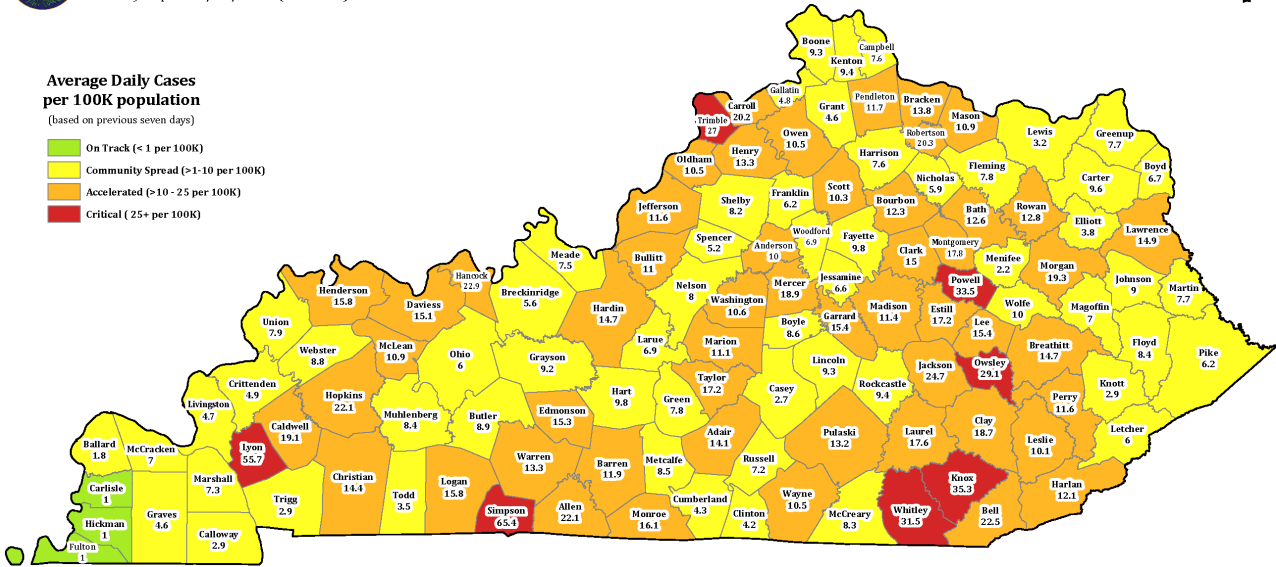 Average Daily Cases
per 100K population
(based on previous seven days)
On Track (< 1 per 100K)
Community Spread (>1-10 per 100K)
Accelerated (>10 - 25 per 100K)
Critical ( 25+ per 100K)
Boone
9.3
Kenton
9.4
Campbell
7.6
Gallatin
4.8
Grant
4.6
Pendleton
11.7
Bracken
13.8
Mason
10.9
Robertson
20.3
Lewis
3.2
Greenup
7.7
Boyd
6.7
Carter
9.6
Trimble
27
Carroll
20.2
Owen
10.5
Henry
13.3
Oldham
10.5
Harrison
7.6
Nicholas
5.9
Fleming
7.8
Elliott
3.8
Lawrence
14.9
Rowan
12.8
Bath
12.6
Bourbon
12.3
Scott
10.3
Franklin
6.2
Shelby
8.2
Jefferson
11.6
Spencer
5.2
Bullitt
11
Anderson
10
Woodford
6.9
Fayette
9.8
Clark
15
Montgomery
17.8
Menifee
2.2
Morgan
19.3
Johnson
9
Martin
7.7
Powell
33.5
Wolfe
10
Magoffin
7
Floyd
8.4
Pike
6.2
Meade
7.5
Hancock
22.9
Breckinridge
5.6
Daviess
15.1
Henderson
15.8
Union
7.9
Webster
8.8
McLean
10.9
Ohio
6
Grayson
9.2
Hardin
14.7
Nelson
8
Washington
10.6
Mercer
18.9
Jessamine
6.6
Garrard
15.4
Madison
11.4
Estill
17.2
Lee
15.4
Breathitt
14.7
Owsley
29.1
Jackson
24.7
Larue
6.9
Marion
11.1
Boyle
8.6
Lincoln
9.3
Rockcastle
9.4
Knott
2.9
Perry
11.6
Letcher
6
Clay
18.7
Leslie
10.1
Harlan
12.1
Laurel
17.6
Knox
35.3
Whitley
31.5
Bell
22.5
Crittenden
4.9
Livingston
4.7
Hopkins
22.1
Caldwell
19.1
Lyon
55.7
Muhlenberg
8.4
Butler
8.9
Edmonson
15.3
Hart
9.8
Green
7.8
Taylor
17.2
Casey
2.7
Adair
14.1
Pulaski
13.2
Russell
7.2
Wayne
10.5
McCreary
8.3
Clinton
4.2
Cumberland
4.3
Metcalfe
8.5
Barren
11.9
Monroe
16.1
Warren
13.3
Allen
22.1
Simpson
65.4
Logan
15.8
Todd
3.5
Christian
14.4
Trigg
2.9
Ballard
1.8
McCracken
7
Marshall
7.3
Carlisle
1
Graves
4.6
Calloway
2.9
Hickman
1
Fulton
1